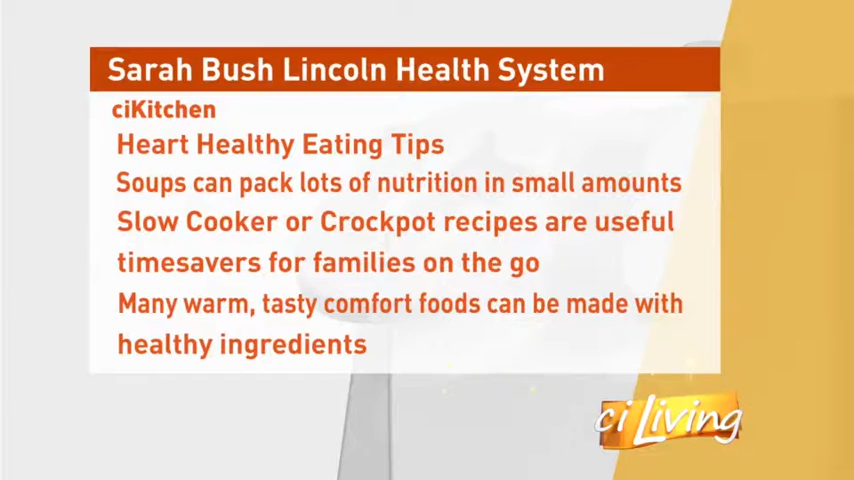 Sarah Bush Lincoln Health System
ciKitchen
Heart Healthy Eating Tips
Soups can pack lots of nutrition in small amounts
Slow Cooker or Crockpot recipes are useful
timesavers for families on the go
Many warm, tasty comfort foods can be made with
healthy ingredients
ci Living